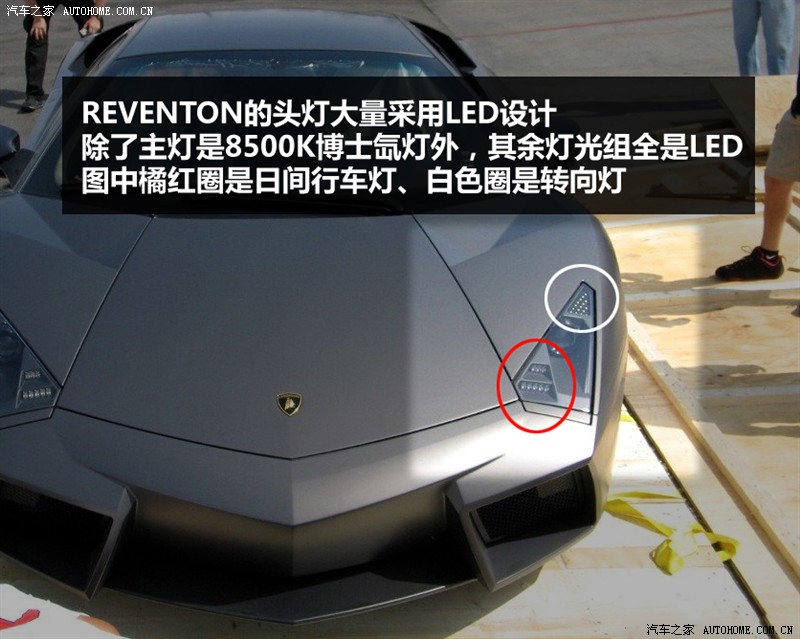 汽车之家 AUTOHOME.COM.CN
REVENTON的头灯大量采用LED设计
除了主灯是8500K博士氙灯外，其余灯光组全是LED
图中橘红圈是日间行车灯、白色圈是转向灯
汽车之家 AUTOHOME.COM.CN